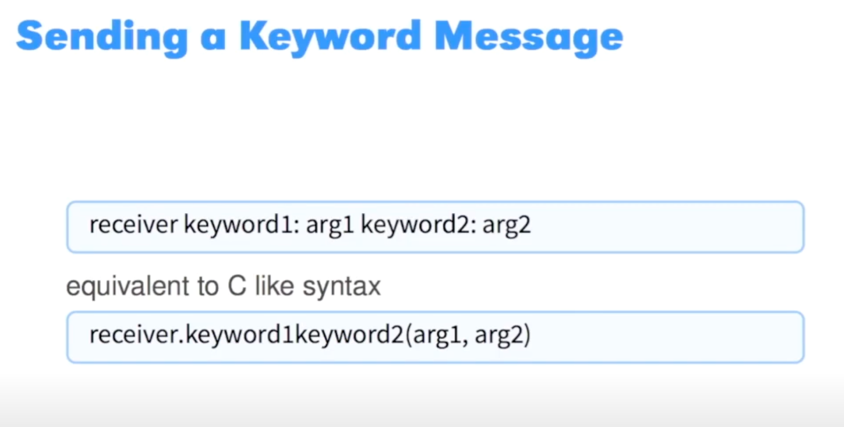 Sending a Keyword Message
receiver keyword1: arg1 keyword2: arg2
equivalent to C like syntax
receiver.keyword1keyword2(arg1, arg2)